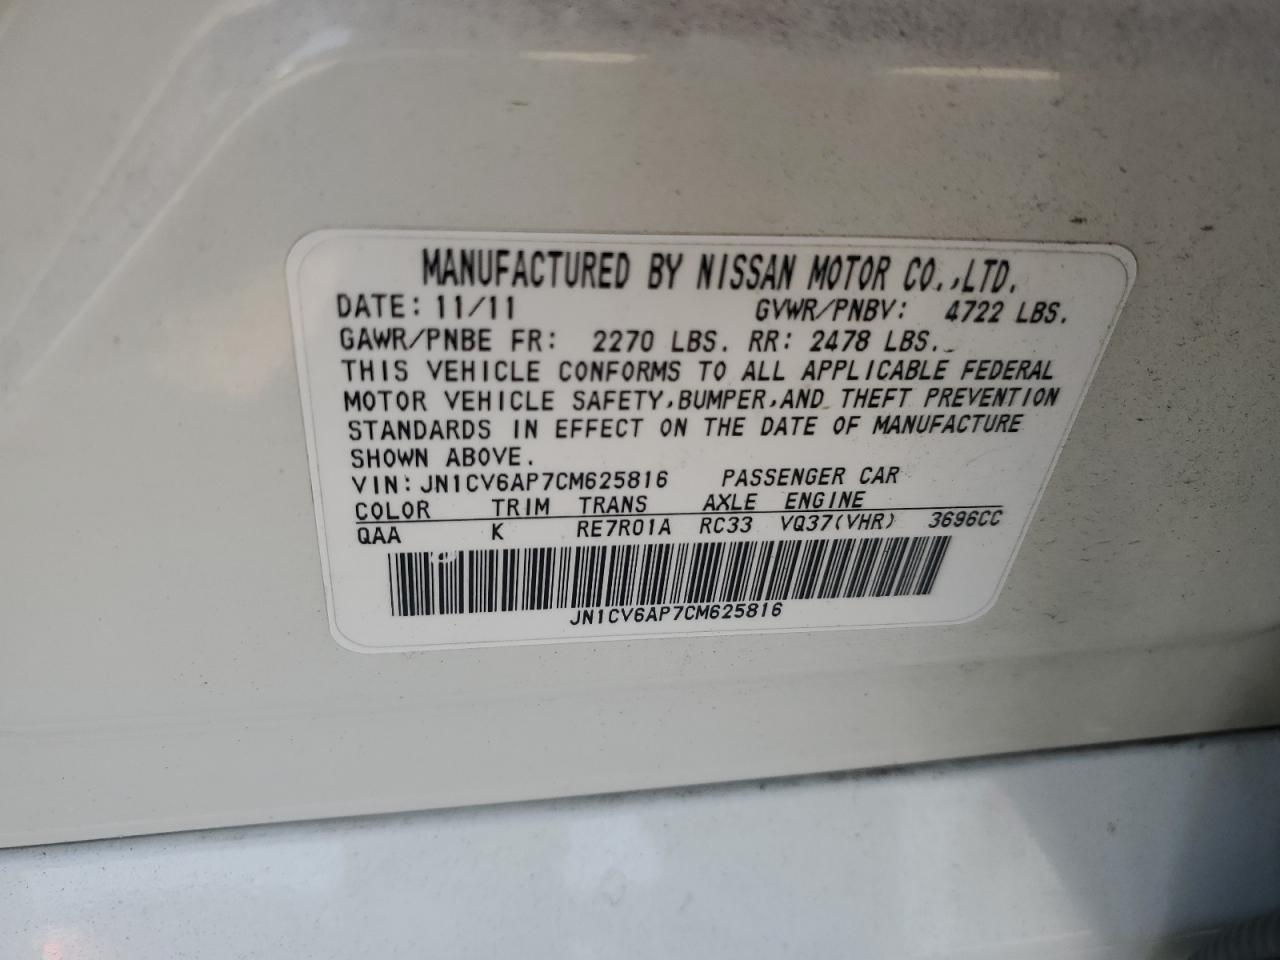 MANUFACTURED BY NISSAN MOTOR CO.,LTD.
DATE: 11/11 GVWR/PNBV: 4722 LBS.
GAWR/PNBE FR: 2270 LBS. RR: 2478 LBS.
THIS VEHICLE CONFORMS TO ALL APPLICABLE FEDERAL
MOTOR VEHICLE SAFETY,BUMPER,AND THEFT PREVENTION
STANDARDS IN EFFECT ON THE DATE OF MANUFACTURE
SHOWN ABOVE.
VIN: JN1CV6AP7CM625816 PASSENGER CAR
COLOR TRIM TRANS AXLE ENGINE
QAA K RE7R01A RC33 VQ37(VHR) 3696CC
JN1CV6AP7CM625816